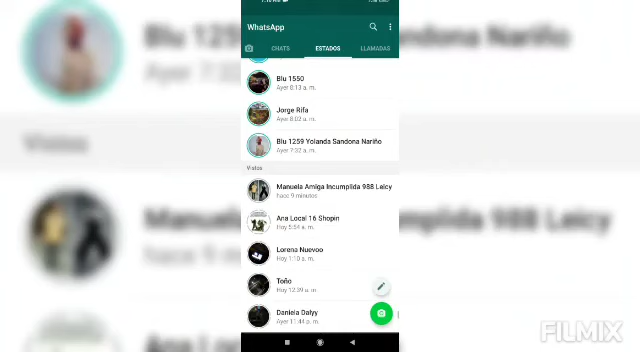 WhatsApp
CHATS ESTADOS LLAMADAS
Blu 1550
Ayer 8:13 a. m.
Jorge Rifa
Ayer 8:02 a. m.
Blu 1259 Yolanda Sandona Nariño
Ayer 7:32 a. m.
Vistos
Manuela Amiga Incumplida 988 Leicy
hace 9 minutos
Ana Local 16 Shopin
Hoy 5:54 a. m.
Lorena Nuevoo
Hoy 1:10 a. m.
Toño
Hoy 12:39 a. m.
Daniela Dalyy
Ayer 11:44 p. m.
FILMIX